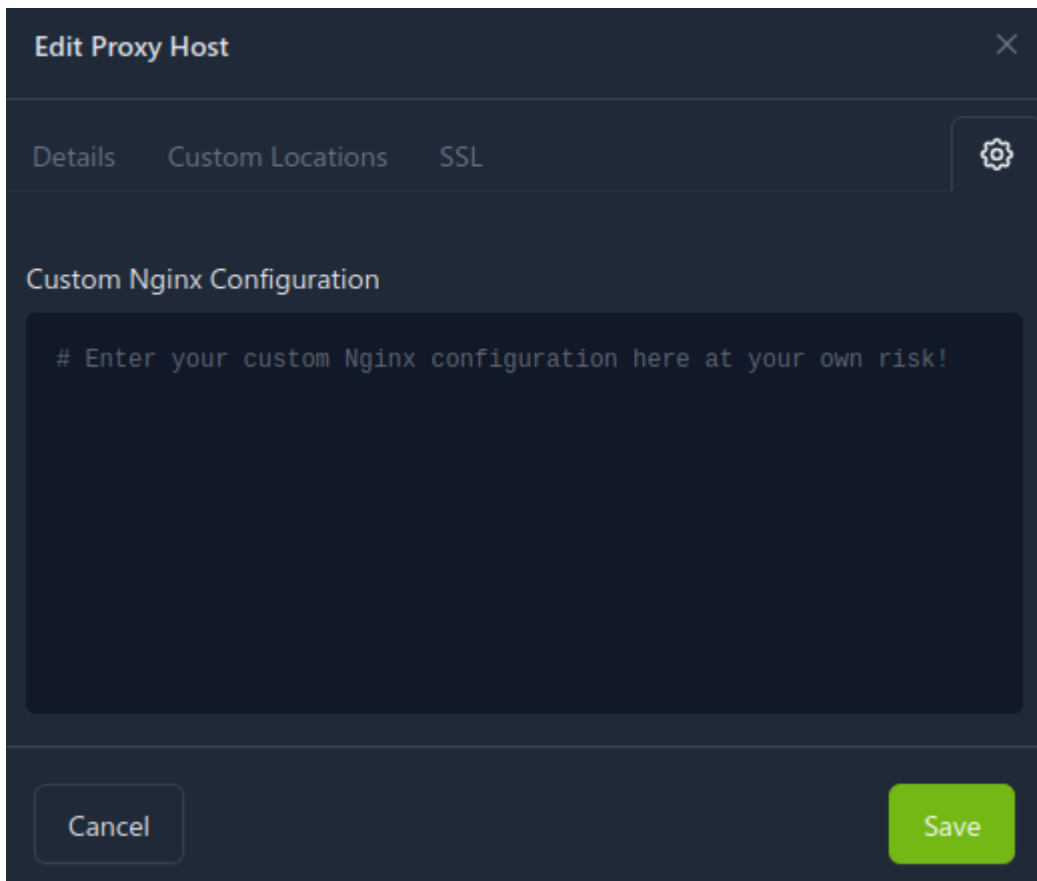 Edit Proxy Host
Details Custom Locations SSL
Custom Nginx Configuration
# Enter your custom Nginx configuration here at your own risk!
Cancel Save